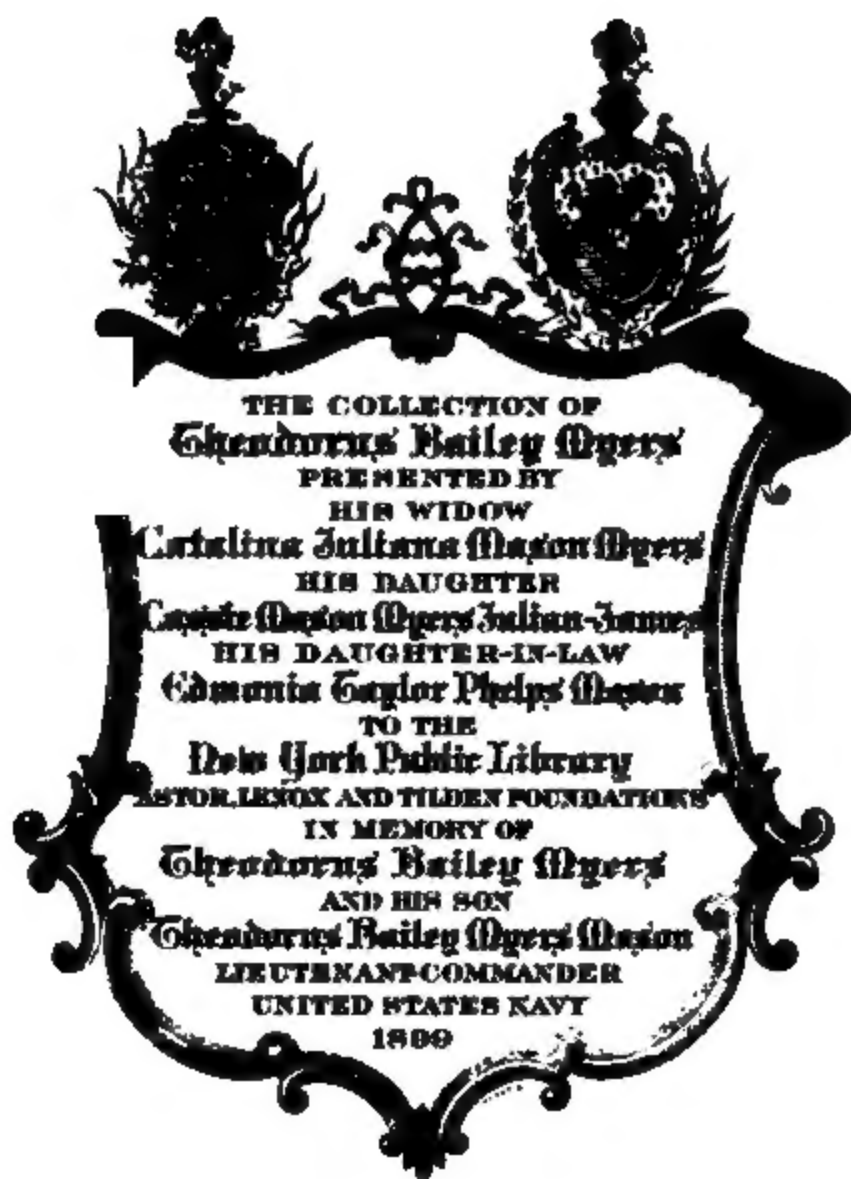 THE COLLECTION OF
Theodorus Bailey Myers
PRESENTED BY
HIS WIDOW
Catalina Juliana Mason Myers
HIS DAUGHTER
Cassie Mason Myers Julian-James
HIS DAUGHTER-IN-LAW
Edmonia Taylor Phelps Mason
TO THE
New York Public Library
ASTOR, LENOX AND TILDEN FOUNDATIONS
IN MEMORY OF
Theodorus Bailey Myers
AND HIS SON
Theodorus Bailey Myers Mason
LIEUTENANT-COMMANDER
UNITED STATES NAVY
1899